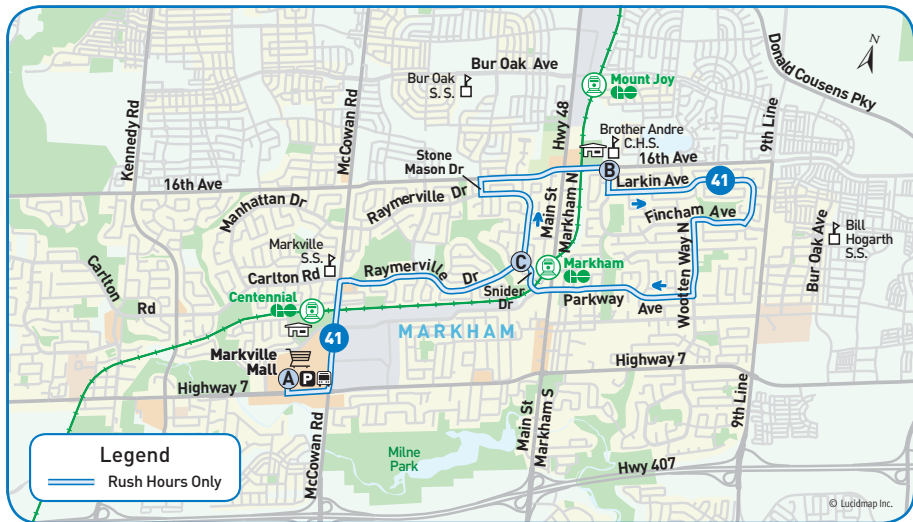 N
Donald Cousens Pky
Bur Oak Ave
Bur Oak
S.S.
Mount Joy
Hwy 48
9th Line
Kennedy Rd
McCowan Rd
Brother Andre
C.H.S.
16th Ave
Stone
Mason Dr
B
Larkin Ave
41
16th Ave
Raymerville Dr
Manhattan Dr
Main St
Markham N
Fincham Ave
Bur Oak Ave
Bill
Hogarth
S.S.
Markville
S.S.
Carlton Rd
Carlton
Rd
Raymerville Dr
C
Markham
Wootten Way N
Snider
Dr
Parkway
Ave
Centennial
41
MARKHAM
Markville
Mall
A
P
Highway 7
Highway 7
9th Line
Main St
Markham S
McCowan Rd
Milne
Park
Hwy 407
Legend
Rush Hours Only
© Lucidmap Inc.